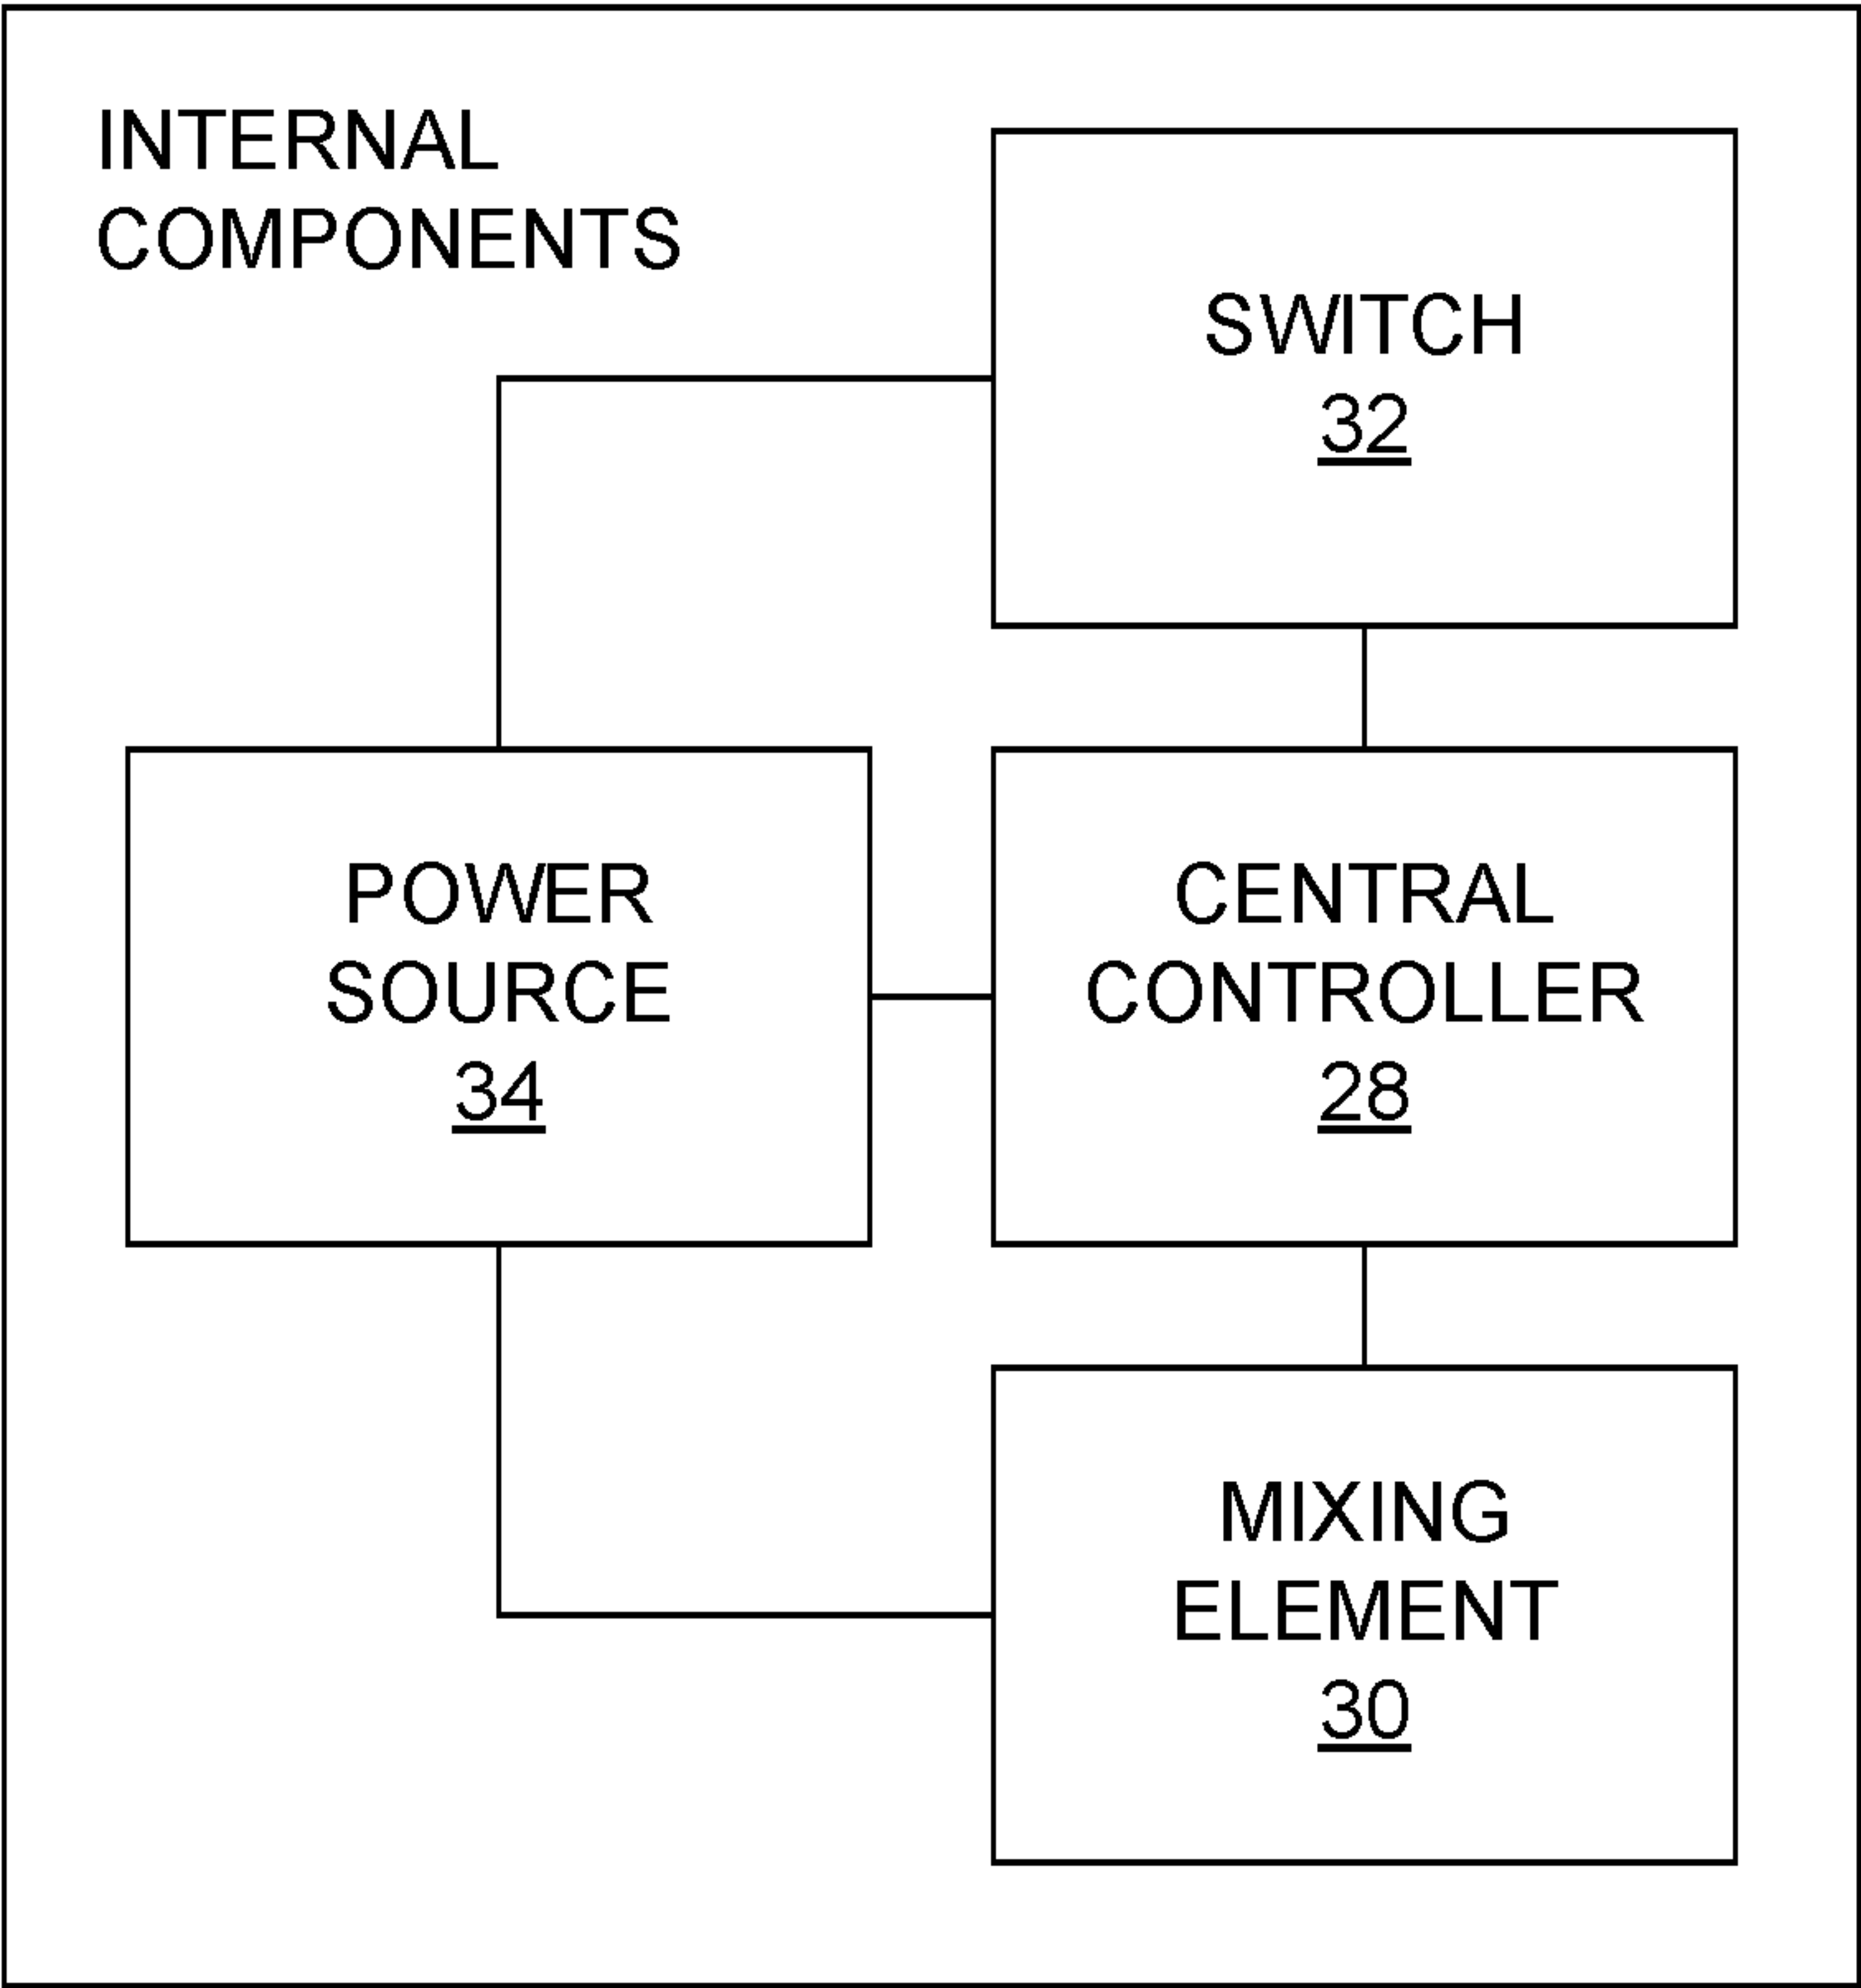 INTERNAL
COMPONENTS
SWITCH
32
POWER
SOURCE
34
CENTRAL
CONTROLLER
28
MIXING
ELEMENT
30